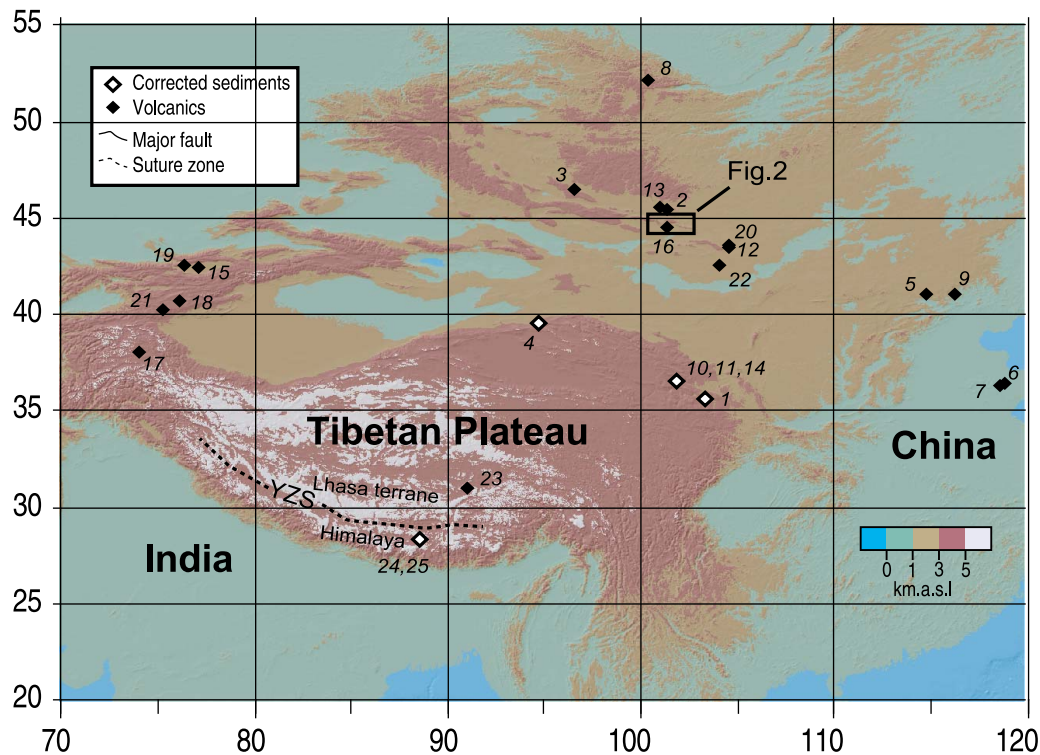 55
50
45
40
35
30
25
20
70
80
90
100
110
120
Corrected sediments
Volcanics
Major fault
Suture zone
8
3
13
2
Fig.2
16
20
12
22
19
15
21
18
17
5
9
4
10,11,14
1
6
7
Tibetan Plateau
China
23
Lhasa terrane
YZS
Himalaya
24,25
India
0 1 3 5
km.a.s.l